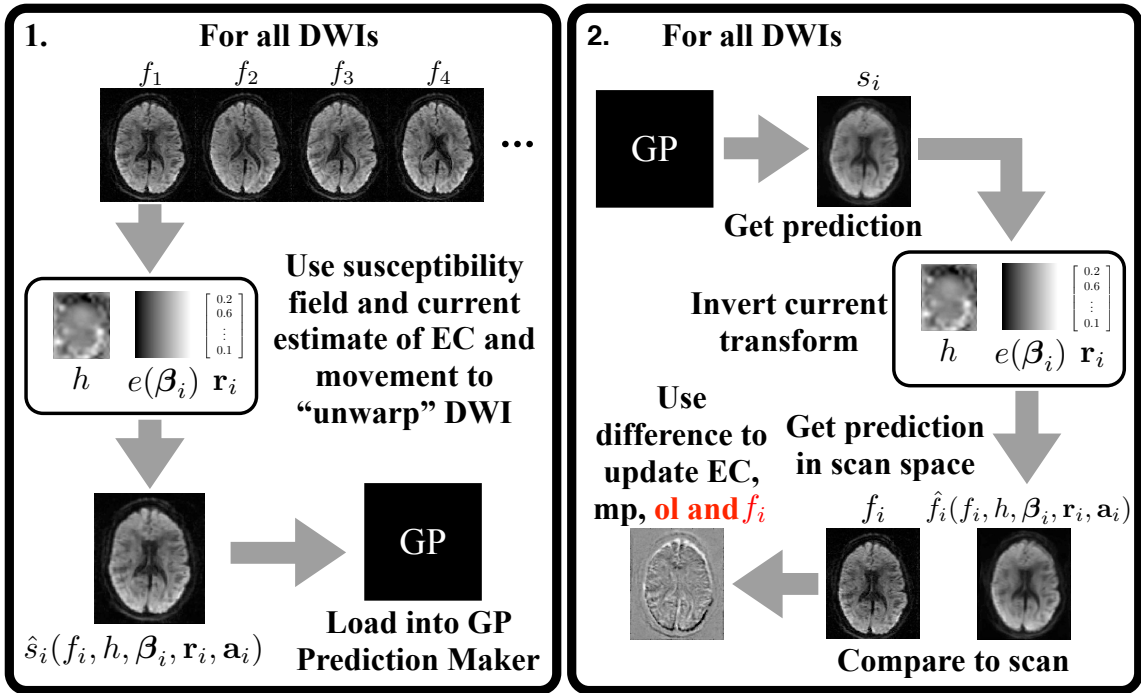 1. For all DWIs
f₁ f₂ f₃ f₄
...
Use susceptibility
field and current
estimate of EC and
movement to
“unwarp” DWI
[0.2
0.6
⋮
0.1]
h e(β_i) r_i
GP
Load into GP
Prediction Maker
ŝ_i(f_i, h, β_i, r_i, a_i)
2. For all DWIs
s_i
GP
Get prediction
Invert current
transform
[0.2
0.6
⋮
0.1]
h e(β_i) r_i
Get prediction
in scan space
f_i f̂_i(f_i, h, β_i, r_i, a_i)
Compare to scan
Use
difference to
update EC,
mp, ol and f_i